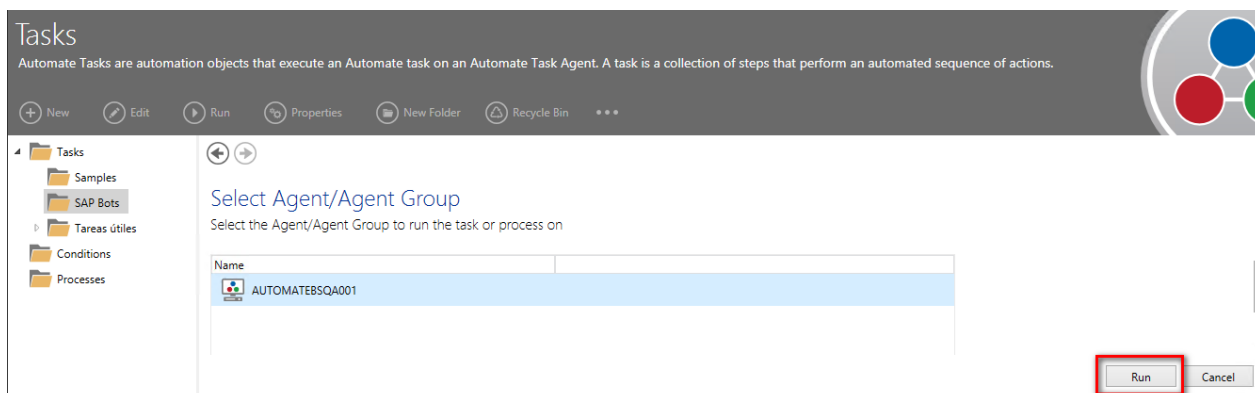 Tasks
Automate Tasks are automation objects that execute an Automate task on an Automate Task Agent. A task is a collection of steps that perform an automated sequence of actions.
New Edit Run Properties New Folder Recycle Bin
Tasks
Samples
SAP Bots
Tareas útiles
Conditions
Processes
Select Agent/Agent Group
Select the Agent/Agent Group to run the task or process on
Name
AUTOMATEBSQA001
Run Cancel